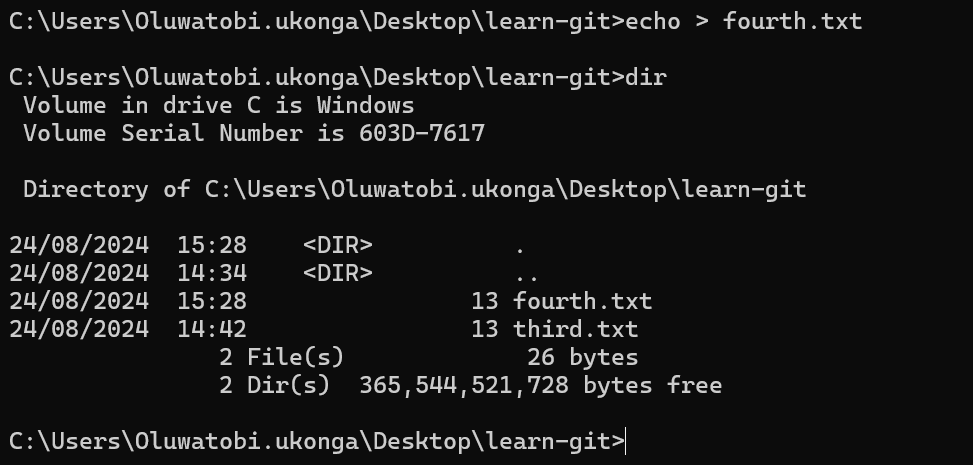 C:\Users\Oluwatobi.ukonga\Desktop\learn-git>echo > fourth.txt
C:\Users\Oluwatobi.ukonga\Desktop\learn-git>dir
 Volume in drive C is Windows
 Volume Serial Number is 603D-7617
 Directory of C:\Users\Oluwatobi.ukonga\Desktop\learn-git
24/08/2024  15:28    <DIR>          .
24/08/2024  14:34    <DIR>          ..
24/08/2024  15:28                13 fourth.txt
24/08/2024  14:42                13 third.txt
               2 File(s)             26 bytes
               2 Dir(s)  365,544,521,728 bytes free
C:\Users\Oluwatobi.ukonga\Desktop\learn-git>